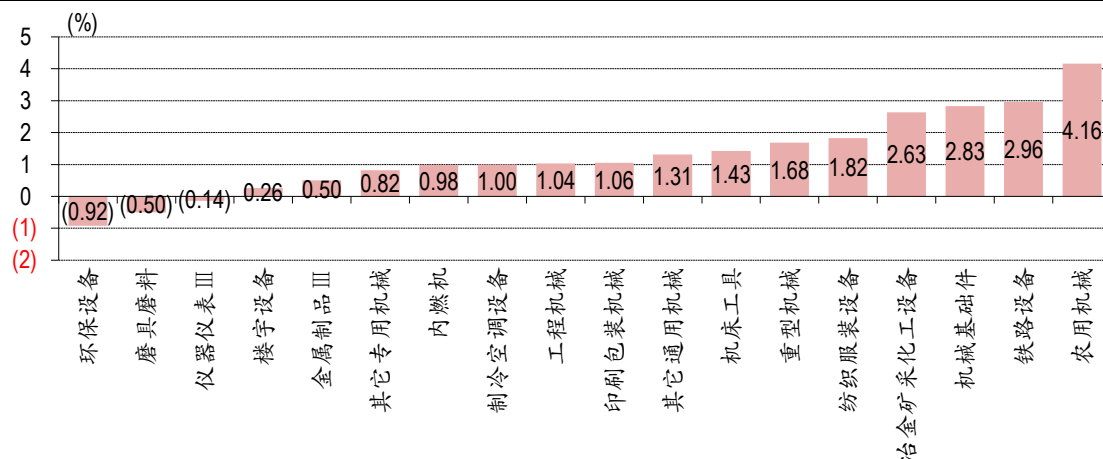 (%)
5
4
3
2
1
0
(1)
(2)
(0.92)
(0.50)
(0.14)
0.26
0.50
0.82
0.98
1.00
1.04
1.06
1.31
1.43
1.68
1.82
2.63
2.83
2.96
4.16
环保设备
磨具磨料
仪器仪表Ⅲ
楼宇设备
金属制品Ⅲ
其它专用机械
内燃机
制冷空调设备
工程机械
印刷包装机械
其它通用机械
机床工具
重型机械
纺织服装设备
冶金矿采化工设备
机械基础件
铁路设备
农用机械